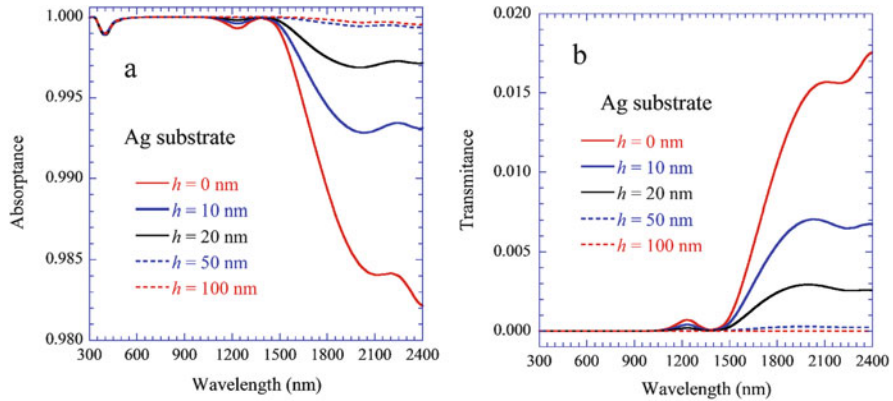 a
Ag substrate
h = 0 nm
h = 10 nm
h = 20 nm
h = 50 nm
h = 100 nm
Absorptance
1.000
0.995
0.990
0.985
0.980
300 600 900 1200 1500 1800 2100 2400
Wavelength (nm)
b
Ag substrate
h = 0 nm
h = 10 nm
h = 20 nm
h = 50 nm
h = 100 nm
Transmitance
0.020
0.015
0.010
0.005
0.000
300 600 900 1200 1500 1800 2100 2400
Wavelength (nm)